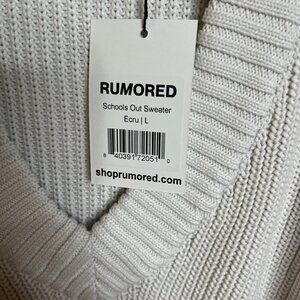 RUMORED
Schools Out Sweater
Ecru | L
8 40391 72051 0
shoprumored.com